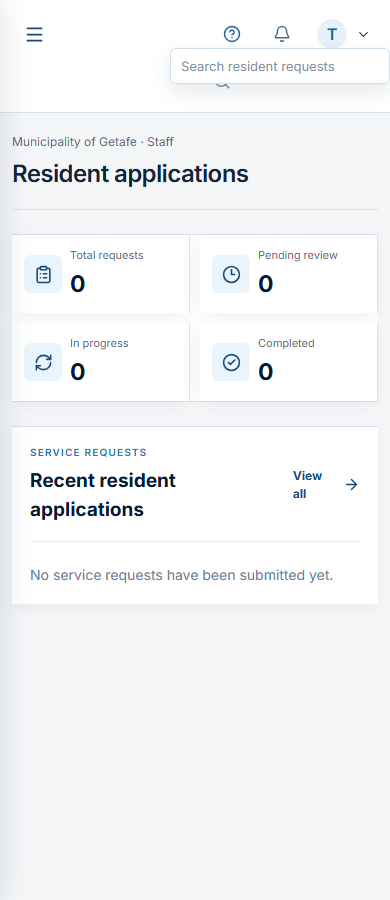 T
Search resident requests
Municipality of Getafe · Staff
Resident applications
Total requests
0
Pending review
0
In progress
0
Completed
0
SERVICE REQUESTS
Recent resident
applications
View
all
No service requests have been submitted yet.